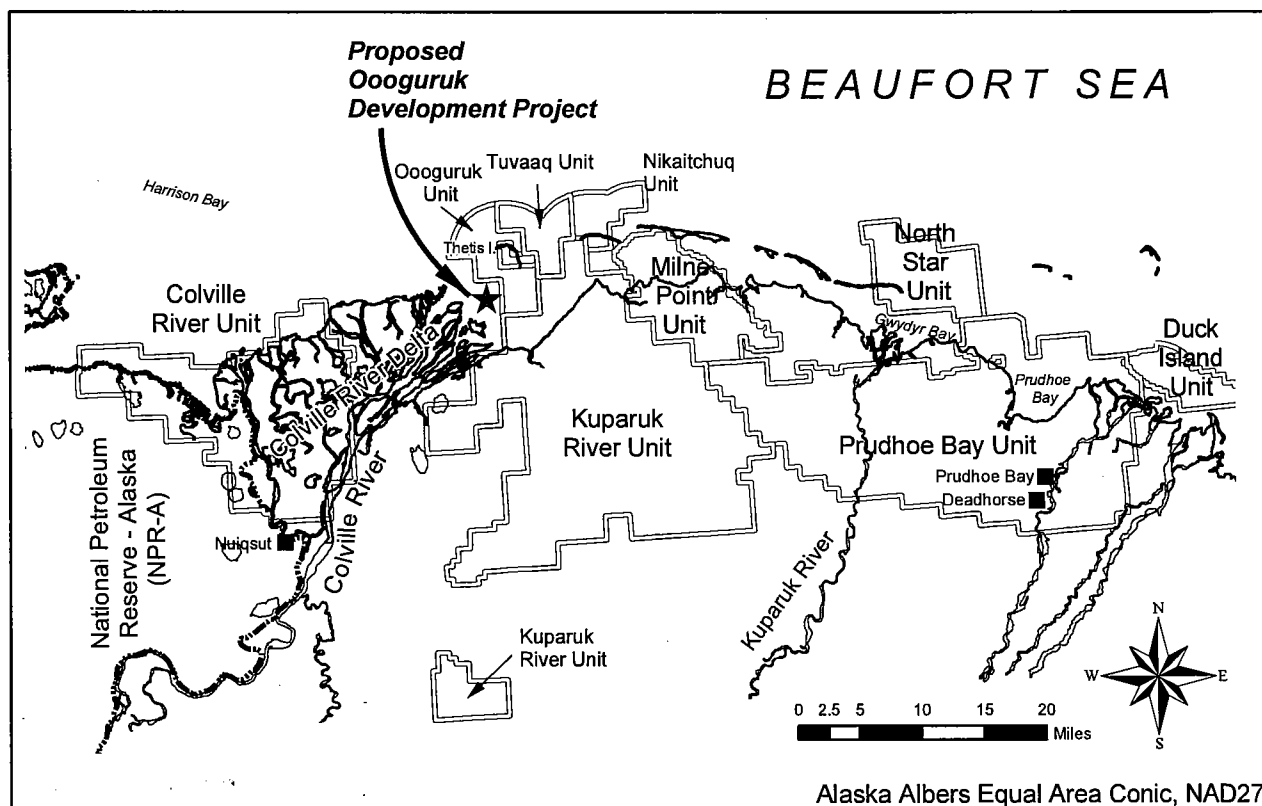 Proposed
Oooguruk
Development Project
BEAUFORT SEA
Harrison Bay
Oooguruk
Unit
Tuvaaq Unit
Nikaitchuq
Unit
Thetis I.
Colville
River Unit
Milne
Point
Unit
North
Star
Unit
Gwydyr Bay
Duck
Island
Unit
Prudhoe
Bay
Colville River Delta
Kuparuk
River Unit
Prudhoe Bay Unit
Prudhoe Bay
Deadhorse
National Petroleum
Reserve - Alaska
(NPR-A)
Nuiqsut
Colville River
Kuparuk River
Kuparuk
River Unit
N
W
E
S
0 2.5 5 10 15 20
Miles
Alaska Albers Equal Area Conic, NAD27